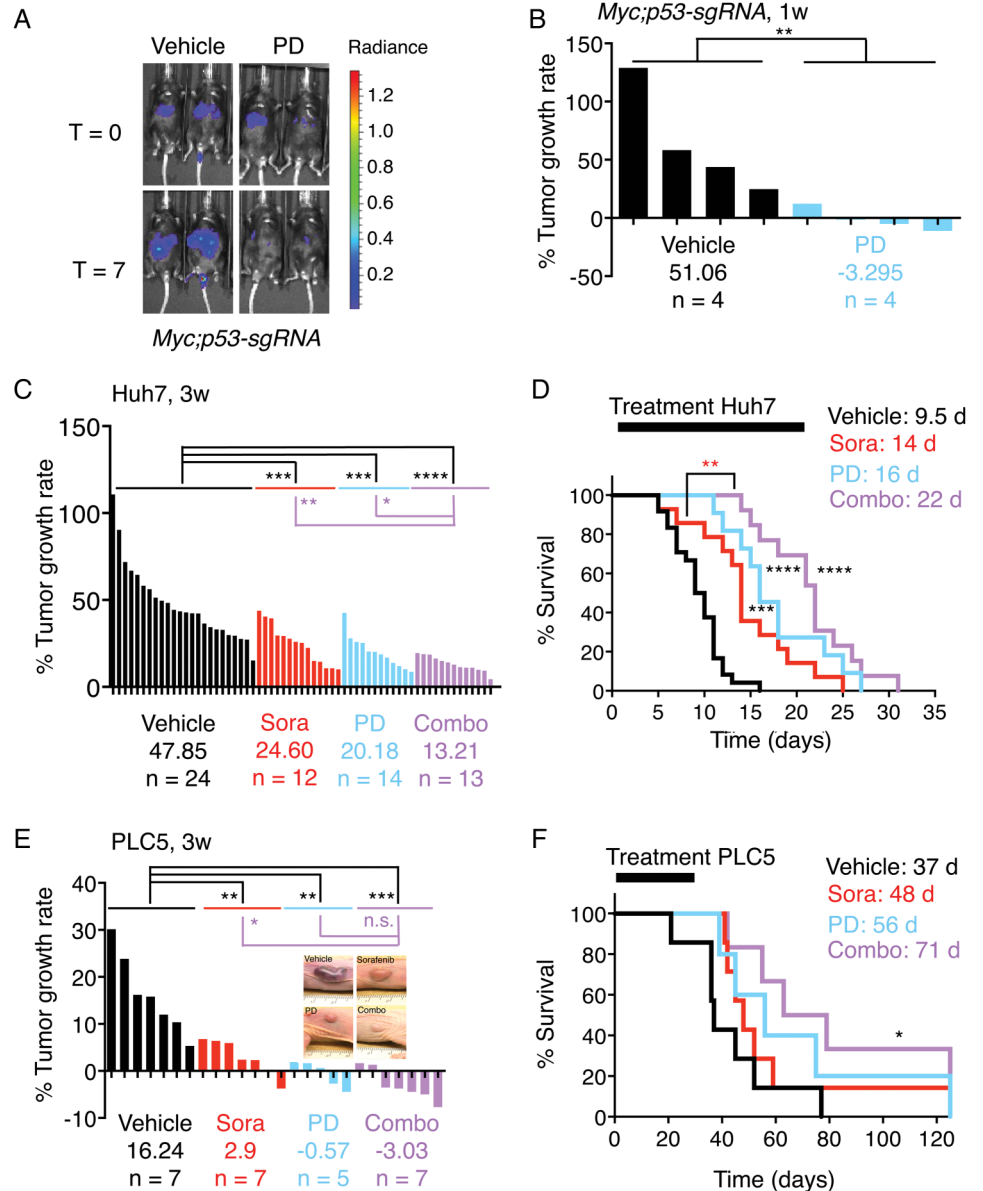 A
Vehicle PD Radiance
T = 0
T = 7
1.2
1.0
0.8
0.6
0.4
0.2
Myc;p53-sgRNA
B
Myc;p53-sgRNA, 1w
**
% Tumor growth rate
150
100
50
0
-50
Vehicle PD
51.06 -3.295
n = 4 n = 4
C
Huh7, 3w
% Tumor growth rate
150
100
50
0
*** *** ****
** *
Vehicle Sora PD Combo
47.85 24.60 20.18 13.21
n = 24 n = 12 n = 14 n = 13
D
Treatment Huh7
Vehicle: 9.5 d
Sora: 14 d
PD: 16 d
Combo: 22 d
**
**** ****
***
% Survival
100
80
60
40
20
0
0 5 10 15 20 25 30 35
Time (days)
E
PLC5, 3w
% Tumor growth rate
40
30
20
10
0
-10
** ** ***
* n.s.
Vehicle Sorafenib
PD Combo
Vehicle Sora PD Combo
16.24 2.9 -0.57 -3.03
n = 7 n = 7 n = 5 n = 7
F
Treatment PLC5
Vehicle: 37 d
Sora: 48 d
PD: 56 d
Combo: 71 d
*
% Survival
100
80
60
40
20
0
0 20 40 60 80 100 120
Time (days)